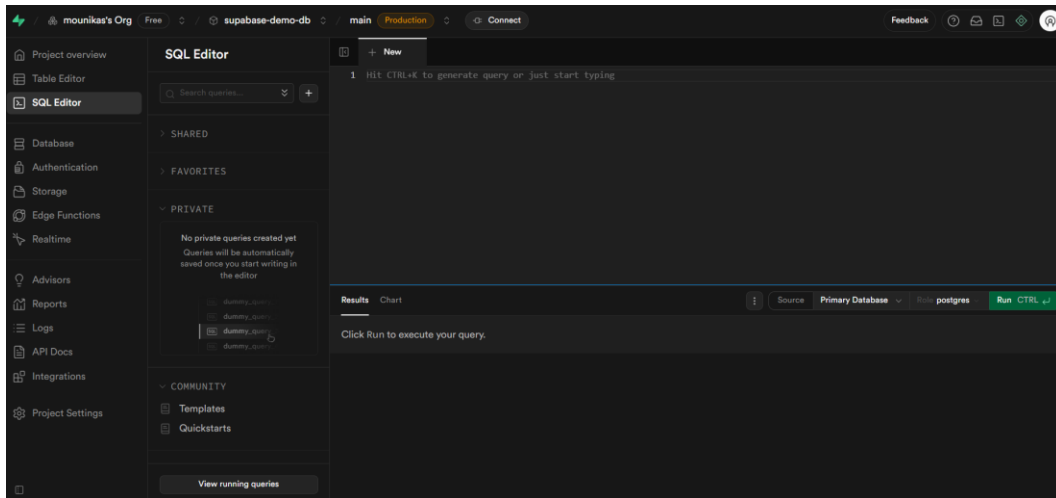 mounikas's Org Free / supabase-demo-db / main Production Connect Feedback
Project overview
Table Editor
SQL Editor
Database
Authentication
Storage
Edge Functions
Realtime
Advisors
Reports
Logs
API Docs
Integrations
Project Settings
SQL Editor
Search queries...
SHARED
FAVORITES
PRIVATE
No private queries created yet
Queries will be automatically
saved once you start writing in
the editor
dummy_query
dummy_query
dummy_query
dummy_query
COMMUNITY
Templates
Quickstarts
View running queries
+ New
1 Hit CTRL+K to generate query or just start typing
Results Chart Source Primary Database Role postgres Run CTRL ↵
Click Run to execute your query.